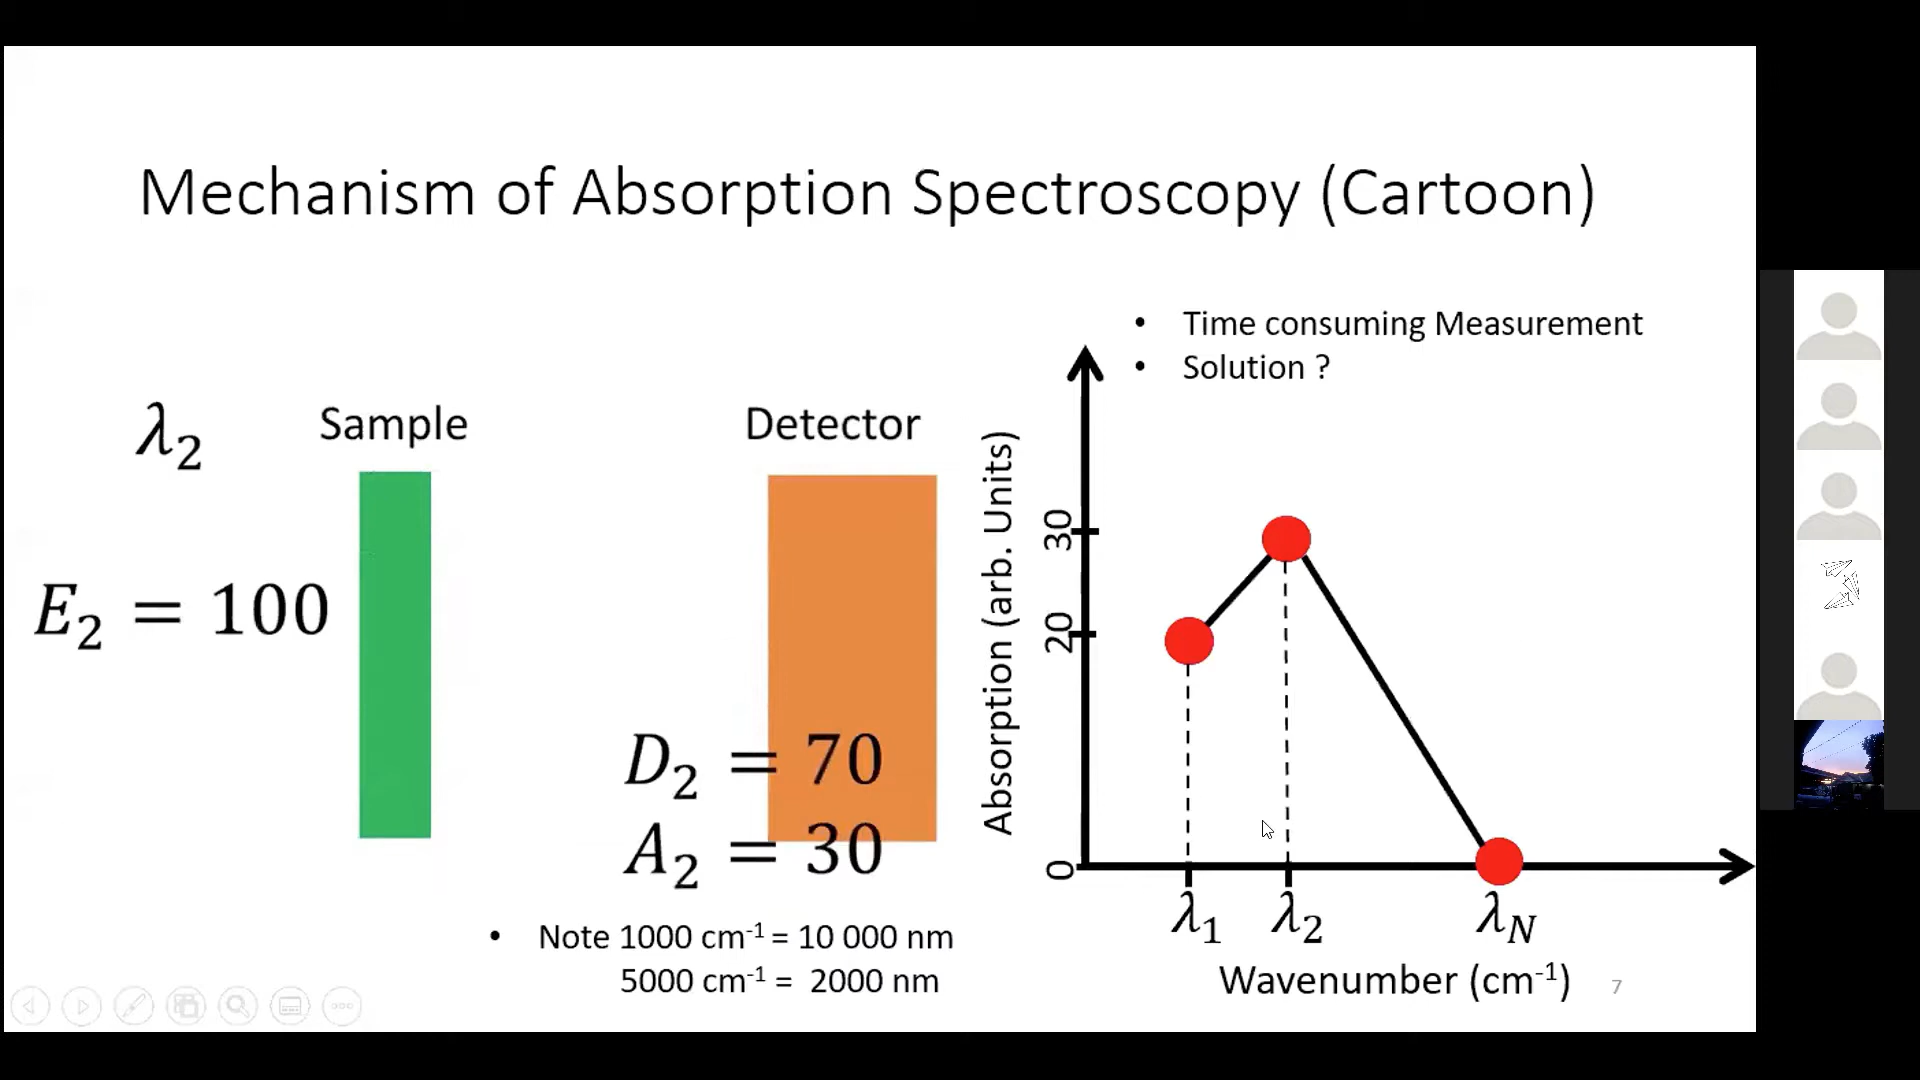 Mechanism of Absorption Spectroscopy (Cartoon)
• Time consuming Measurement
• Solution ?
λ₂
Sample
Detector
E₂ = 100
D₂ = 70
A₂ = 30
• Note 1000 cm⁻¹ = 10 000 nm
5000 cm⁻¹ = 2000 nm
Absorption (arb. Units)
30
20
0
λ₁ λ₂ λN
Wavenumber (cm⁻¹)
7